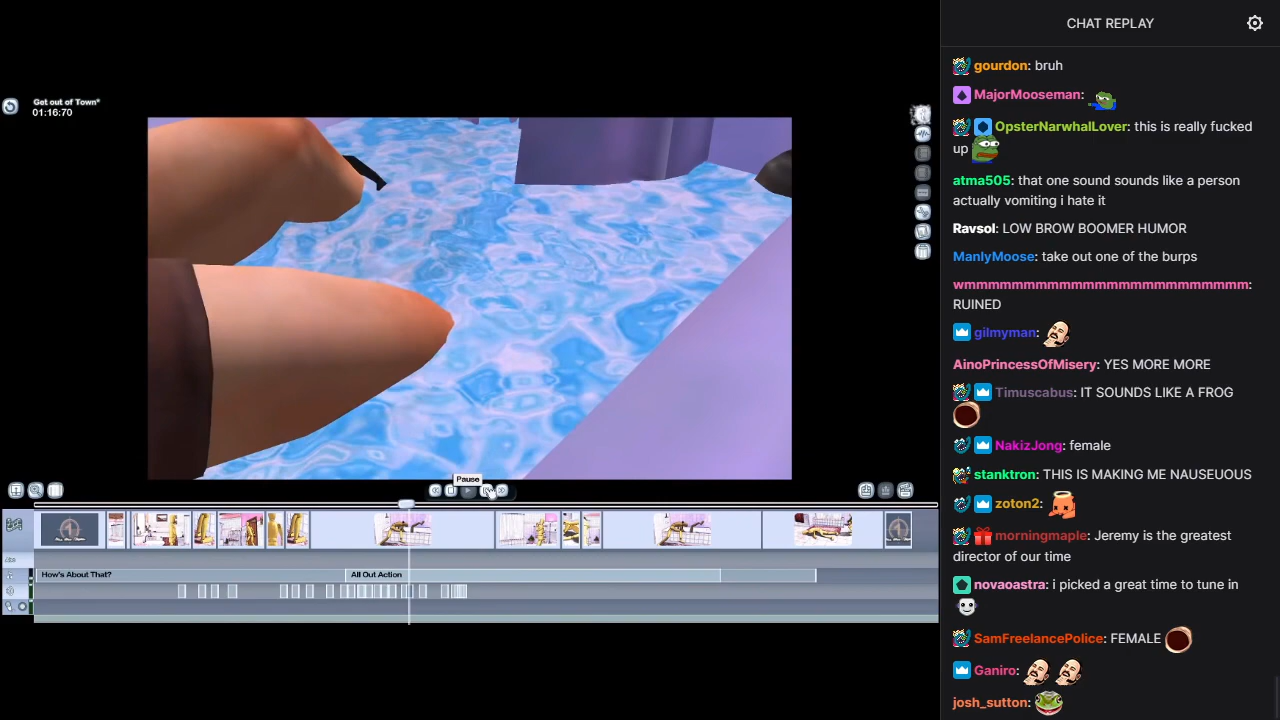 Get out of Town*
01:16:70
Pause
How's About That?
All Out Action
CHAT REPLAY
gourdon: bruh
MajorMooseman:
OpsterNarwhalLover: this is really fucked
up
atma505: that one sound sounds like a person
actually vomiting i hate it
Ravsol: LOW BROW BOOMER HUMOR
ManlyMoose: take out one of the burps
wmmmmmmmmmmmmmmmmmmmmmmmm:
RUINED
gilmyman:
AinoPrincessOfMisery: YES MORE MORE
Timuscabus: IT SOUNDS LIKE A FROG
NakizJong: female
stanktron: THIS IS MAKING ME NAUSEUOUS
zoton2:
morningmaple: Jeremy is the greatest
director of our time
novaoastra: i picked a great time to tune in
SamFreelancePolice: FEMALE
Ganiro:
josh_sutton: